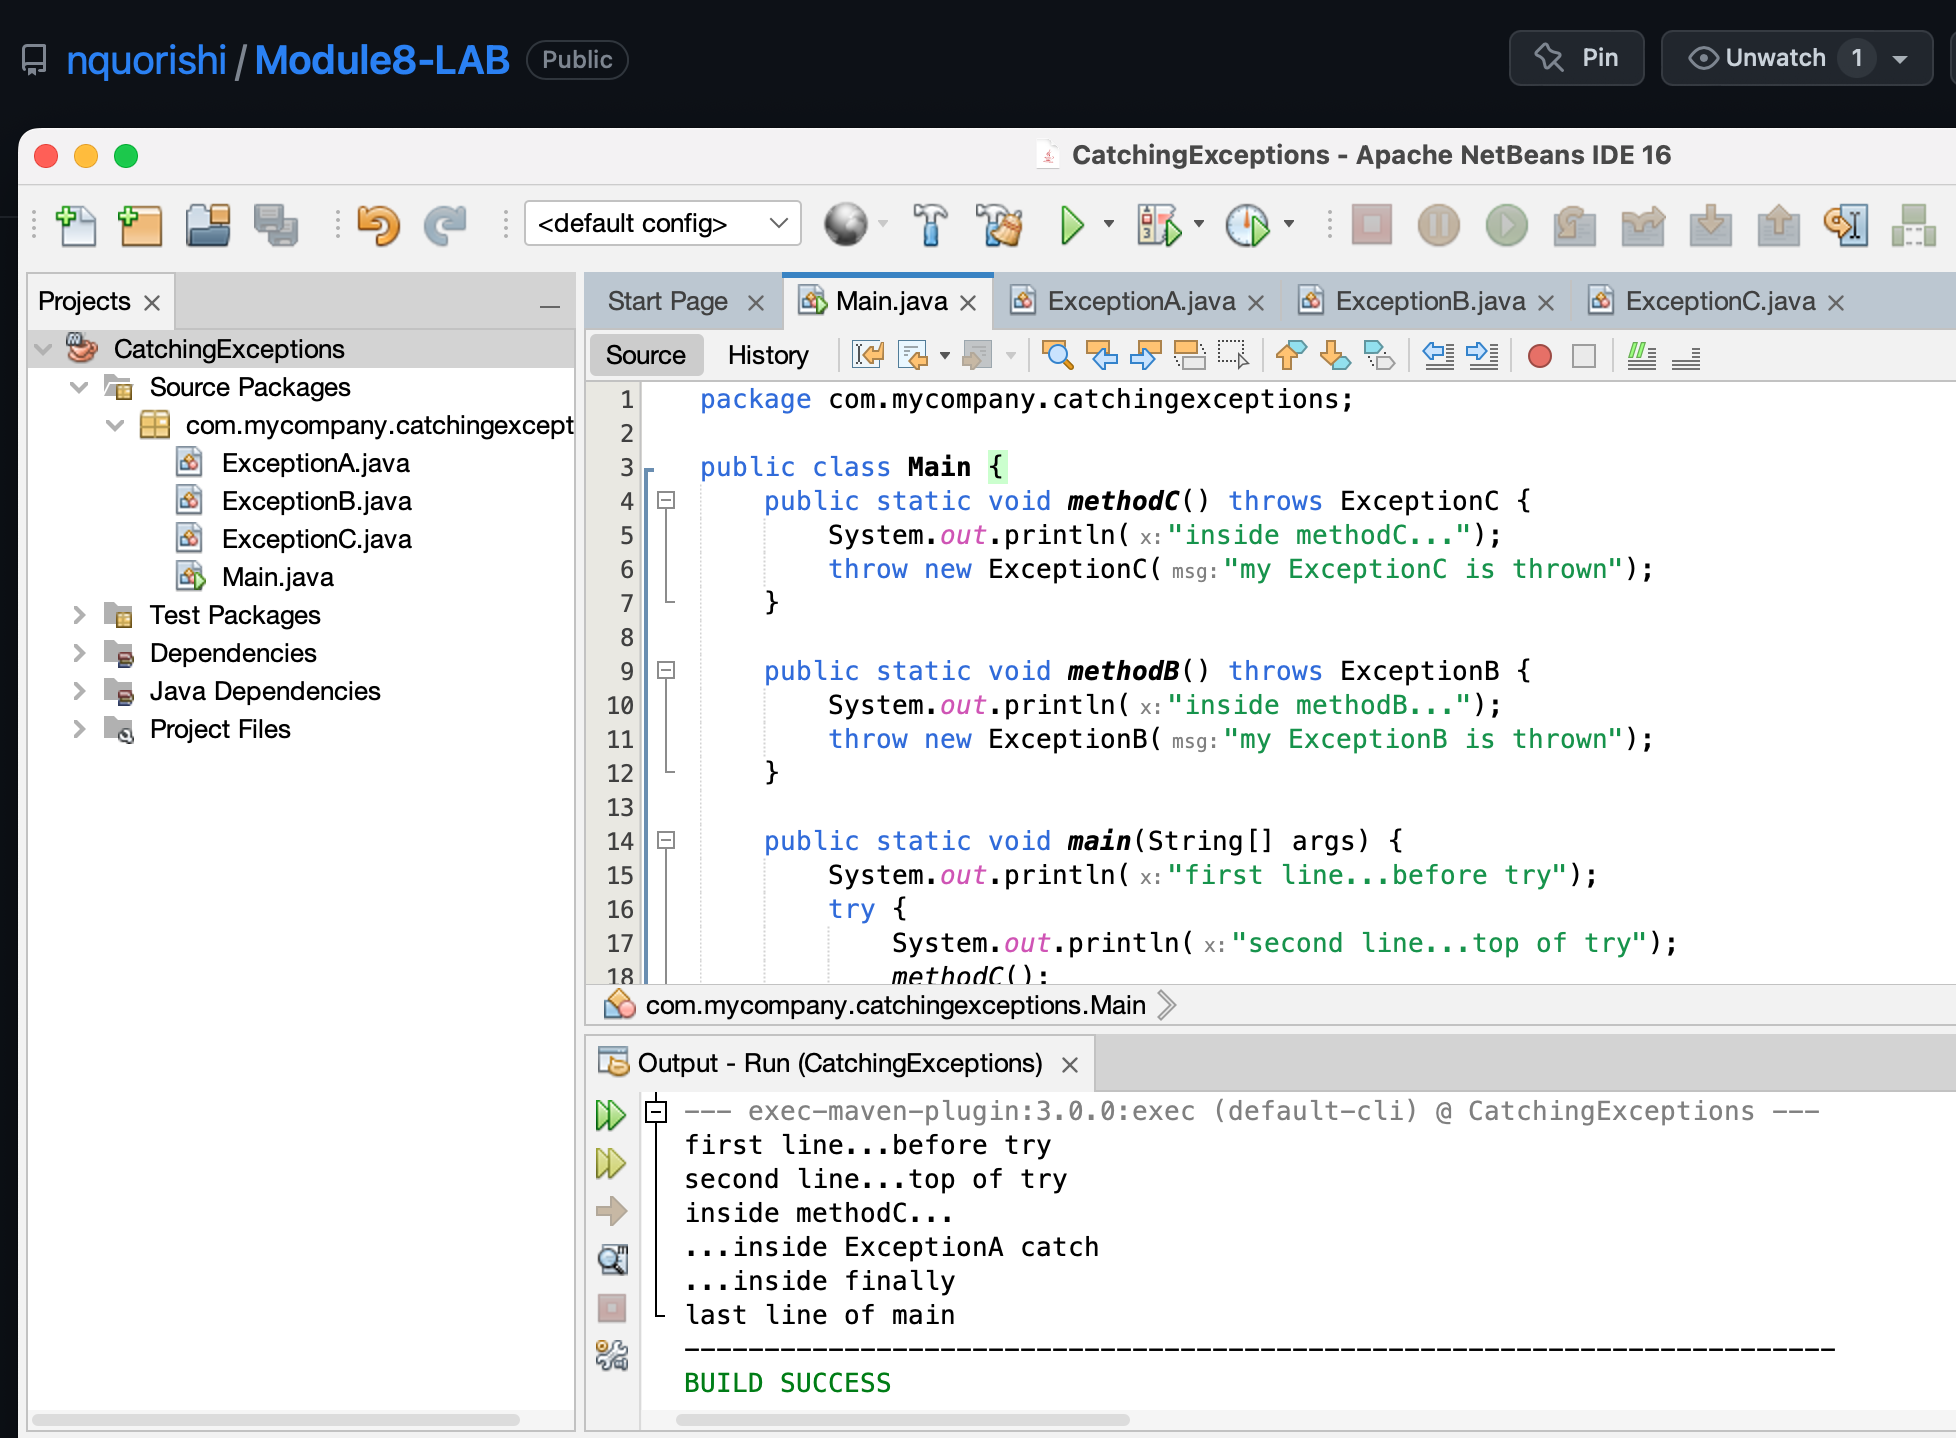 nquorishi / Module8-LAB Public Pin Unwatch 1
CatchingExceptions - Apache NetBeans IDE 16
<default config>
Projects
CatchingExceptions
Source Packages
com.mycompany.catchingexcept
ExceptionA.java
ExceptionB.java
ExceptionC.java
Main.java
Test Packages
Dependencies
Java Dependencies
Project Files
Start Page Main.java ExceptionA.java ExceptionB.java ExceptionC.java
Source History
1 package com.mycompany.catchingexceptions;
2
3 public class Main {
4 public static void methodC() throws ExceptionC {
5 System.out.println( x: "inside methodC...");
6 throw new ExceptionC( msg: "my ExceptionC is thrown");
7 }
8
9 public static void methodB() throws ExceptionB {
10 System.out.println( x: "inside methodB...");
11 throw new ExceptionB( msg: "my ExceptionB is thrown");
12 }
13
14 public static void main(String[] args) {
15 System.out.println( x: "first line...before try");
16 try {
17 System.out.println( x: "second line...top of try");
18 methodC();
com.mycompany.catchingexceptions.Main
Output - Run (CatchingExceptions)
--- exec-maven-plugin:3.0.0:exec (default-cli) @ CatchingExceptions ---
first line...before try
second line...top of try
inside methodC...
...inside ExceptionA catch
...inside finally
last line of main
------------------------------------------------------------------------
BUILD SUCCESS